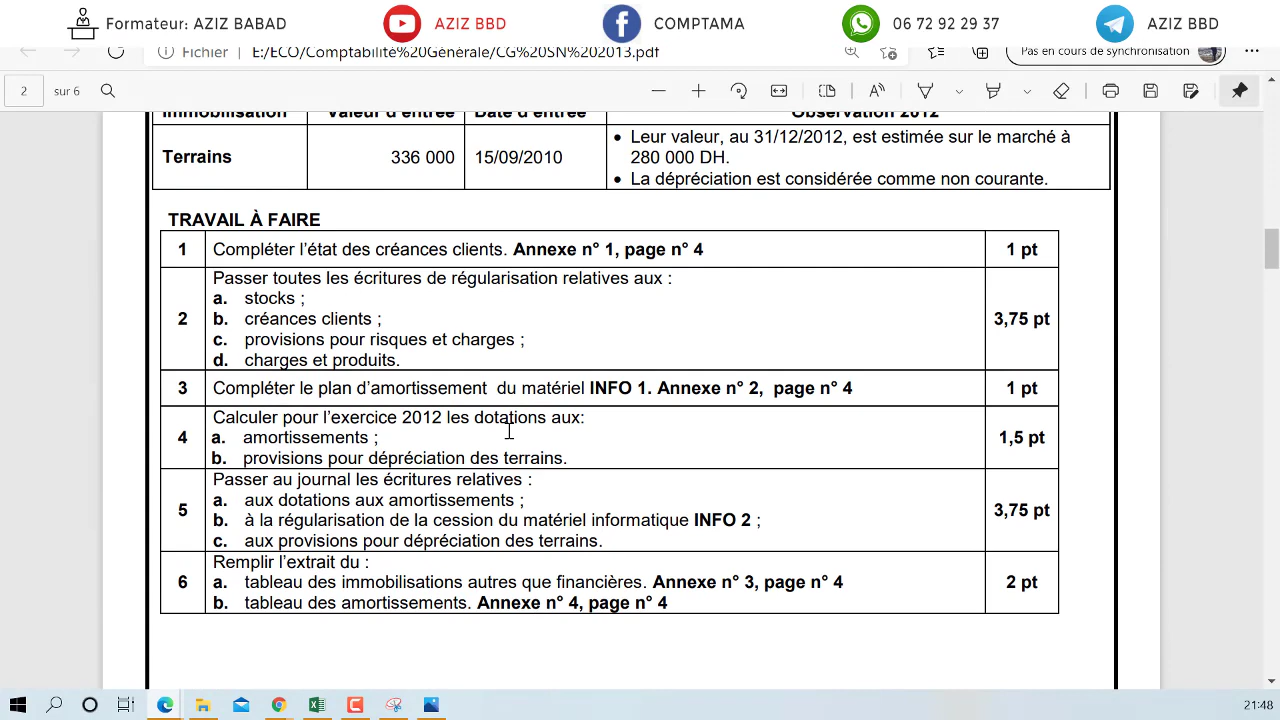 Formateur: AZIZ BABAD AZIZ BBD COMPTAMA 06 72 92 29 37 AZIZ BBD
Fichier E:/ECO/Comptabilité%20Générale/CG%20SN%202013.pdf Pas en cours de synchronisation
2 sur 6
Immobilisation Valeur d'entrée Date d'entrée Observation 2012
Terrains 336 000 15/09/2010
• Leur valeur, au 31/12/2012, est estimée sur le marché à
280 000 DH.
• La dépréciation est considérée comme non courante.
TRAVAIL À FAIRE
1 Compléter l'état des créances clients. Annexe n° 1, page n° 4 1 pt
Passer toutes les écritures de régularisation relatives aux :
a. stocks ;
2 b. créances clients ; 3,75 pt
c. provisions pour risques et charges ;
d. charges et produits.
3 Compléter le plan d'amortissement du matériel INFO 1. Annexe n° 2, page n° 4 1 pt
Calculer pour l'exercice 2012 les dotations aux:
4 a. amortissements ; 1,5 pt
b. provisions pour dépréciation des terrains.
Passer au journal les écritures relatives :
a. aux dotations aux amortissements ;
5 b. à la régularisation de la cession du matériel informatique INFO 2 ; 3,75 pt
c. aux provisions pour dépréciation des terrains.
Remplir l'extrait du :
6 a. tableau des immobilisations autres que financières. Annexe n° 3, page n° 4 2 pt
b. tableau des amortissements. Annexe n° 4, page n° 4
21:48